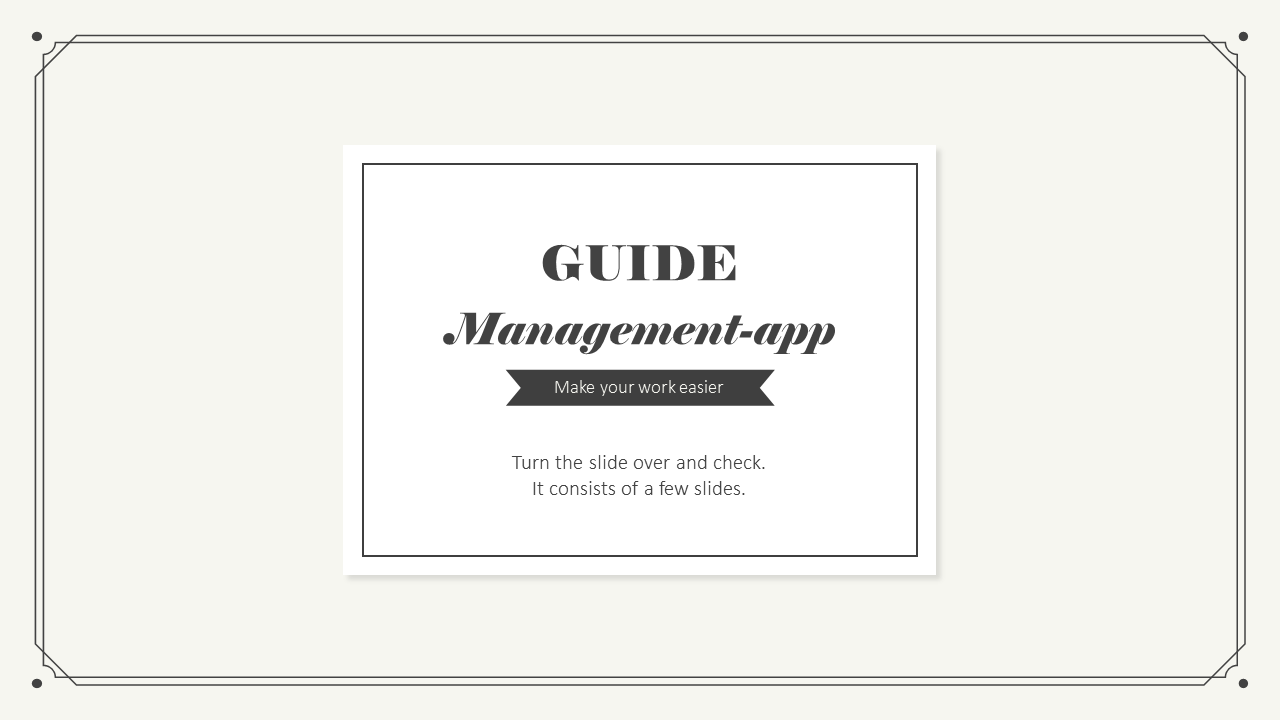 GUIDE
Management-app
Make your work easier
Turn the slide over and check.
It consists of a few slides.